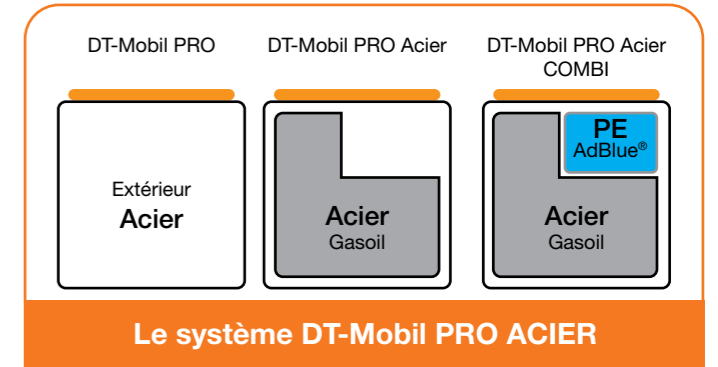 DT-Mobil PRO
DT-Mobil PRO Acier
DT-Mobil PRO Acier
COMBI
Extérieur
Acier
Acier
Gasoil
PE
AdBlue®
Acier
Gasoil
Le système DT-Mobil PRO ACIER